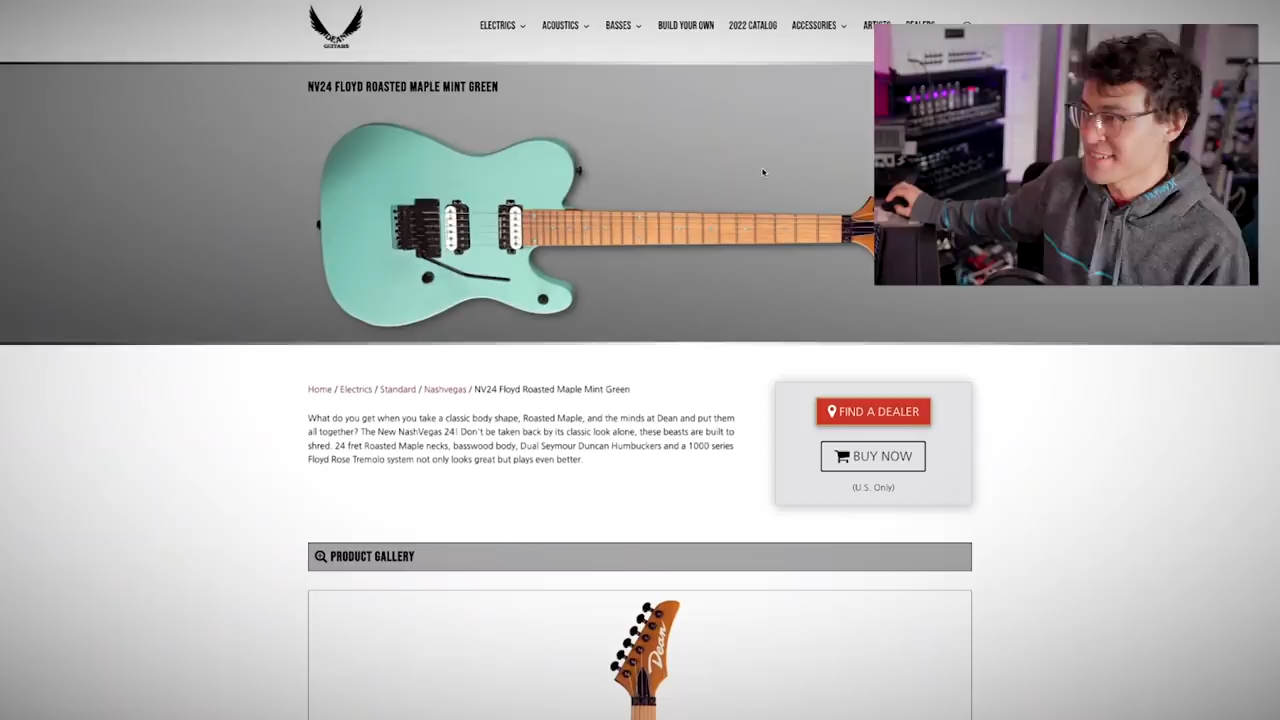 ELECTRICS
ACOUSTICS
BASSES
BUILD YOUR OWN
2022 CATALOG
ACCESSORIES
DEAN
GUITARS
NV24 FLOYD ROASTED MAPLE MINT GREEN
Hurley
Home / Electrics / Standard / Nashvegas / NV24 Floyd Roasted Maple Mint Green
What do you get when you take a classic body shape, Roasted Maple, and the minds at Dean and put them
all together? The New NashVegas 24! Don't be taken back by its classic look alone, these beasts are built to
shred. 24 fret Roasted Maple necks, basswood body, Dual Seymour Duncan Humbuckers and a 1000 series
Floyd Rose Tremolo system not only looks great but plays even better.
FIND A DEALER
BUY NOW
(U.S. Only)
PRODUCT GALLERY
Dean